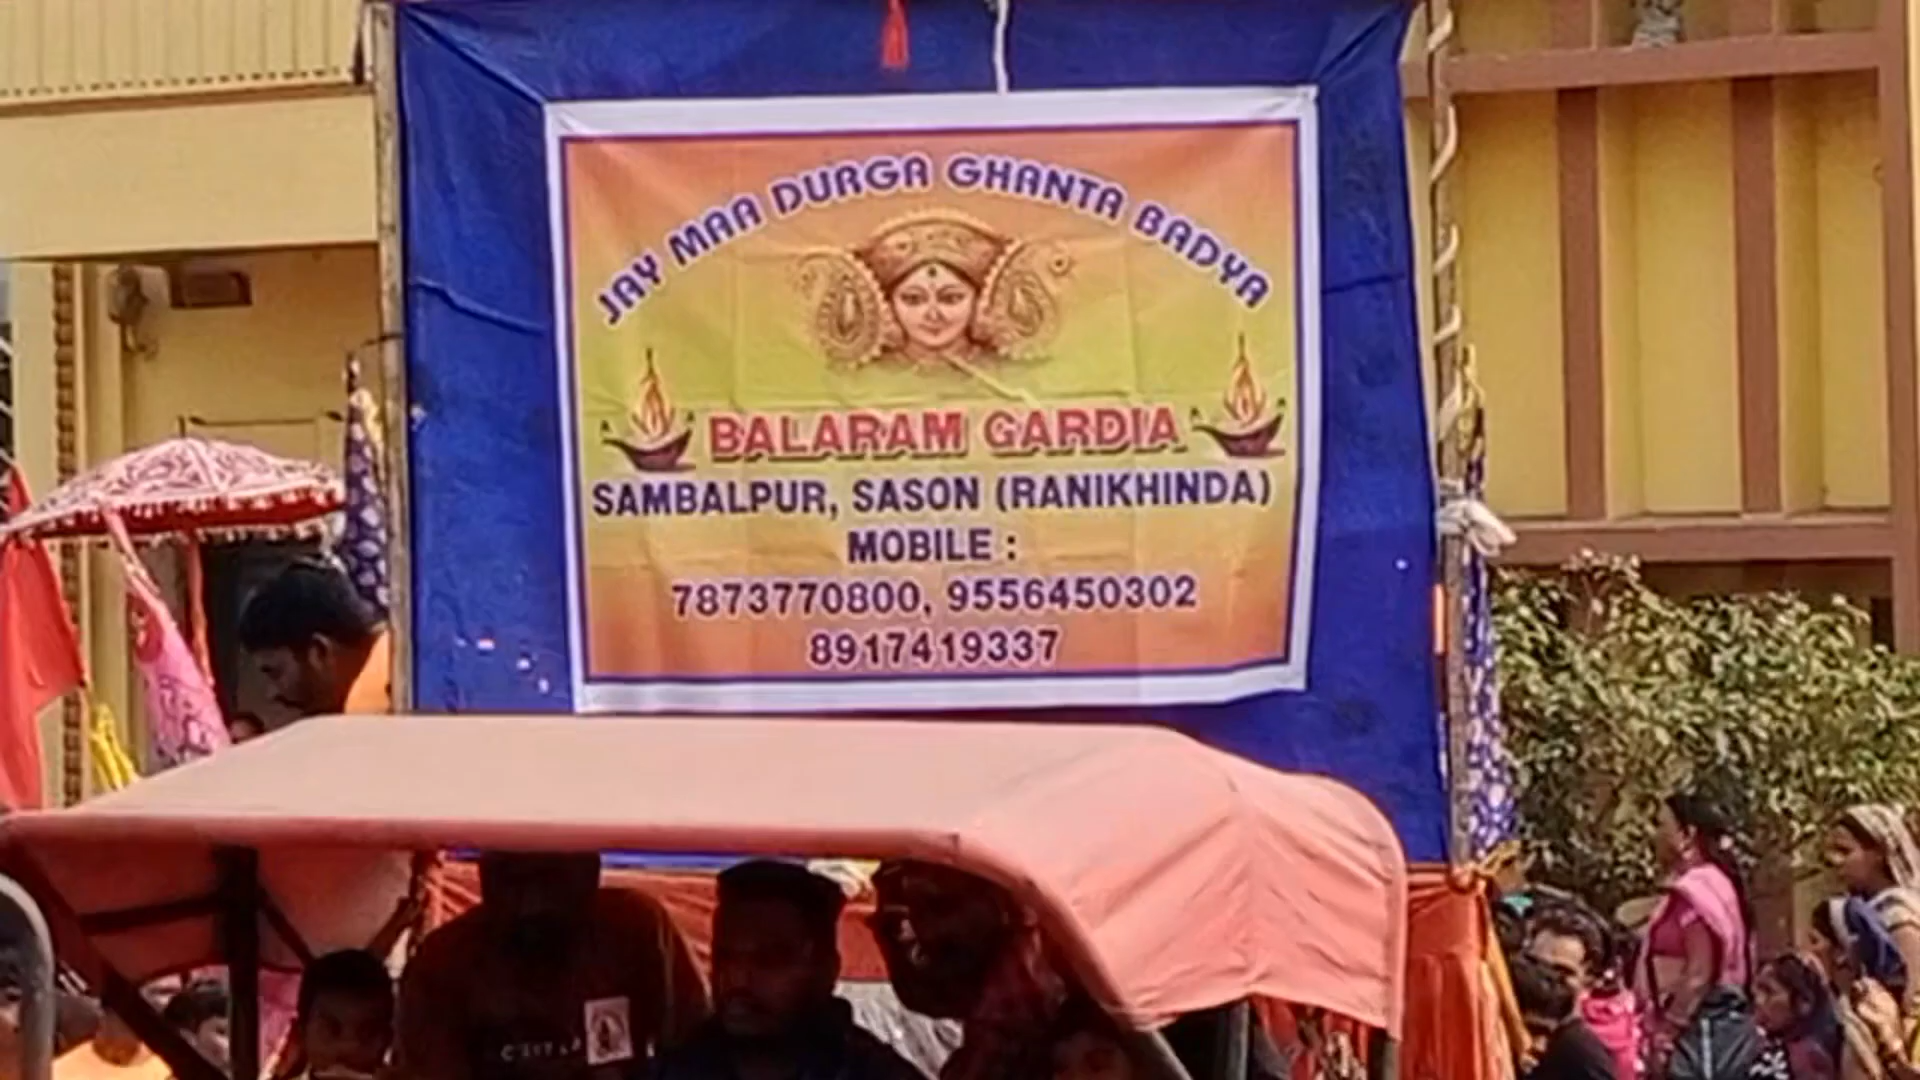 JAY MAA DURGA GHANTA BADYA
BALARAM GARDIA
SAMBALPUR, SASON (RANIKHINDA)
MOBILE :
7873770800, 9556450302
8917419337